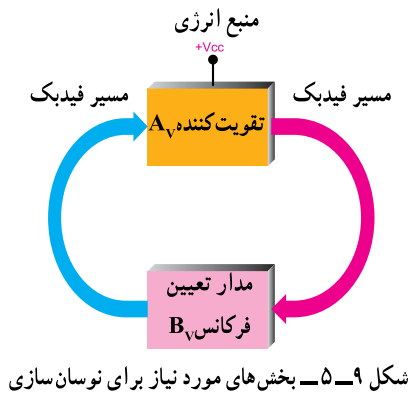 منبع انرژی
+Vcc
مسیر فیدبک
مسیر فیدبک
تقویت‌کننده Av
مدار تعیین
فرکانس Bv
شکل ۹ــ۵ــ بخش‌های مورد نیاز برای نوسان‌سازی